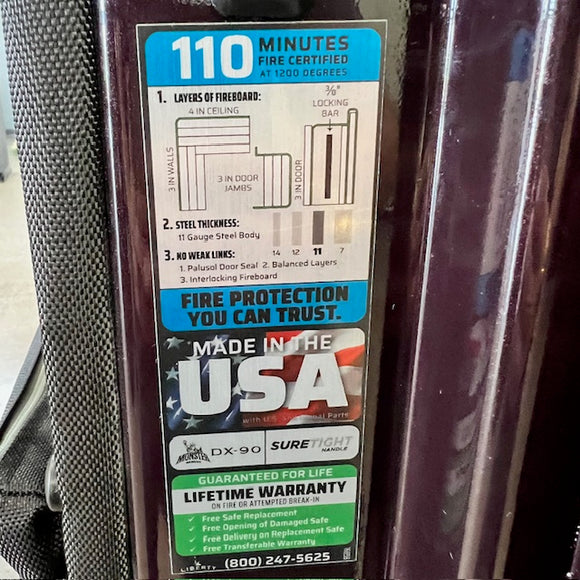 110 MINUTES
FIRE CERTIFIED
AT 1200 DEGREES
1. LAYERS OF FIREBOARD:
4 IN CEILING
3/8"
LOCKING
BAR
3 IN WALLS
3 IN DOOR
JAMBS
3 IN DOOR
2. STEEL THICKNESS:
11 Gauge Steel Body
14 12 11 7
3. NO WEAK LINKS:
1. Palusol Door Seal 2. Balanced Layers
3. Interlocking Fireboard
FIRE PROTECTION
YOU CAN TRUST.
MADE IN THE
USA
with U.S. Parts
MONSTER
DX-90
SURETIGHT
HANDLE
GUARANTEED FOR LIFE
LIFETIME WARRANTY
ON FIRE OR ATTEMPTED BREAK-IN
✓ Free Safe Replacement
✓ Free Opening of Damaged Safe
✓ Free Delivery on Replacement Safe
✓ Free Transferable Warranty
LIBERTY
(800) 247-5625